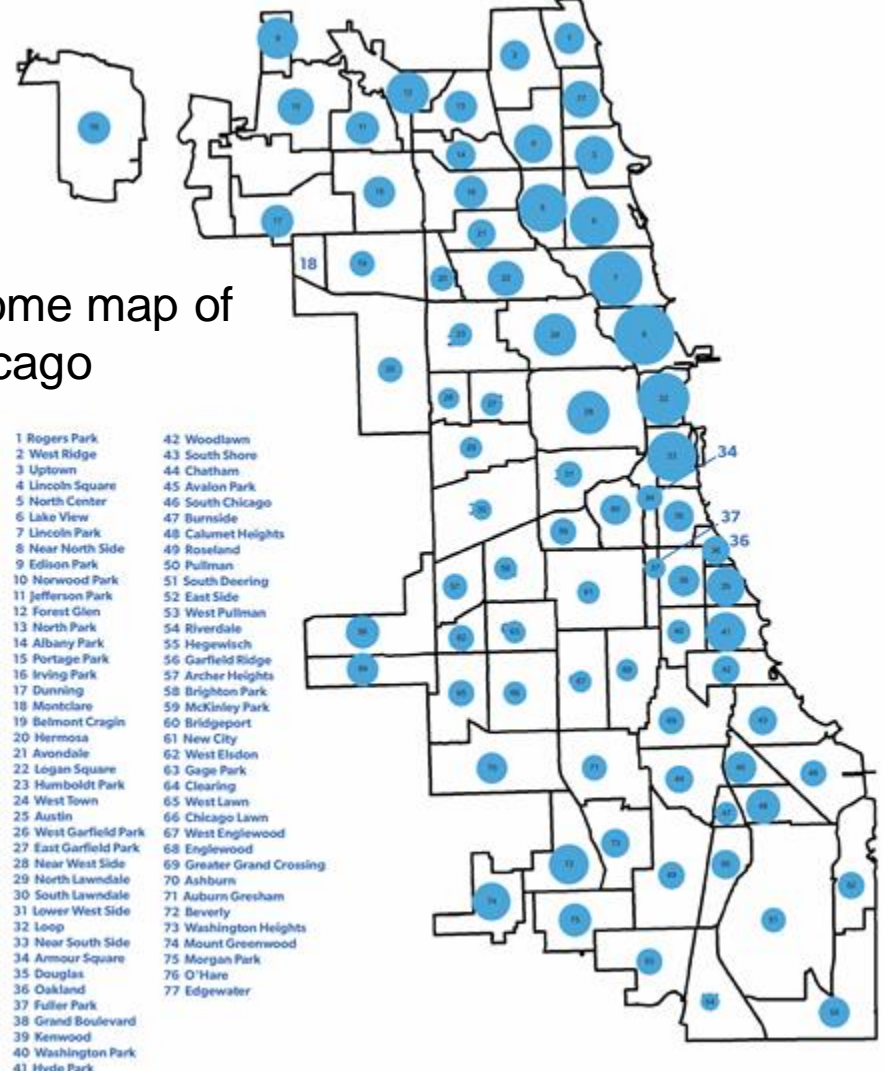 ome map of
cago
18
34
37
36
1 Rogers Park
2 West Ridge
3 Uptown
4 Lincoln Square
5 North Center
6 Lake View
7 Lincoln Park
8 Near North Side
9 Edison Park
10 Norwood Park
11 Jefferson Park
12 Forest Glen
13 North Park
14 Albany Park
15 Portage Park
16 Irving Park
17 Dunning
18 Montclare
19 Belmont Cragin
20 Hermosa
21 Avondale
22 Logan Square
23 Humboldt Park
24 West Town
25 Austin
26 West Garfield Park
27 East Garfield Park
28 Near West Side
29 North Lawndale
30 South Lawndale
31 Lower West Side
32 Loop
33 Near South Side
34 Armour Square
35 Douglas
36 Oakland
37 Fuller Park
38 Grand Boulevard
39 Kenwood
40 Washington Park
41 Hyde Park
42 Woodlawn
43 South Shore
44 Chatham
45 Avalon Park
46 South Chicago
47 Burnside
48 Calumet Heights
49 Roseland
50 Pullman
51 South Deering
52 East Side
53 West Pullman
54 Riverdale
55 Hegewisch
56 Garfield Ridge
57 Archer Heights
58 Brighton Park
59 McKinley Park
60 Bridgeport
61 New City
62 West Elsdon
63 Gage Park
64 Clearing
65 West Lawn
66 Chicago Lawn
67 West Englewood
68 Englewood
69 Greater Grand Crossing
70 Ashburn
71 Auburn Gresham
72 Beverly
73 Washington Heights
74 Mount Greenwood
75 Morgan Park
76 O'Hare
77 Edgewater